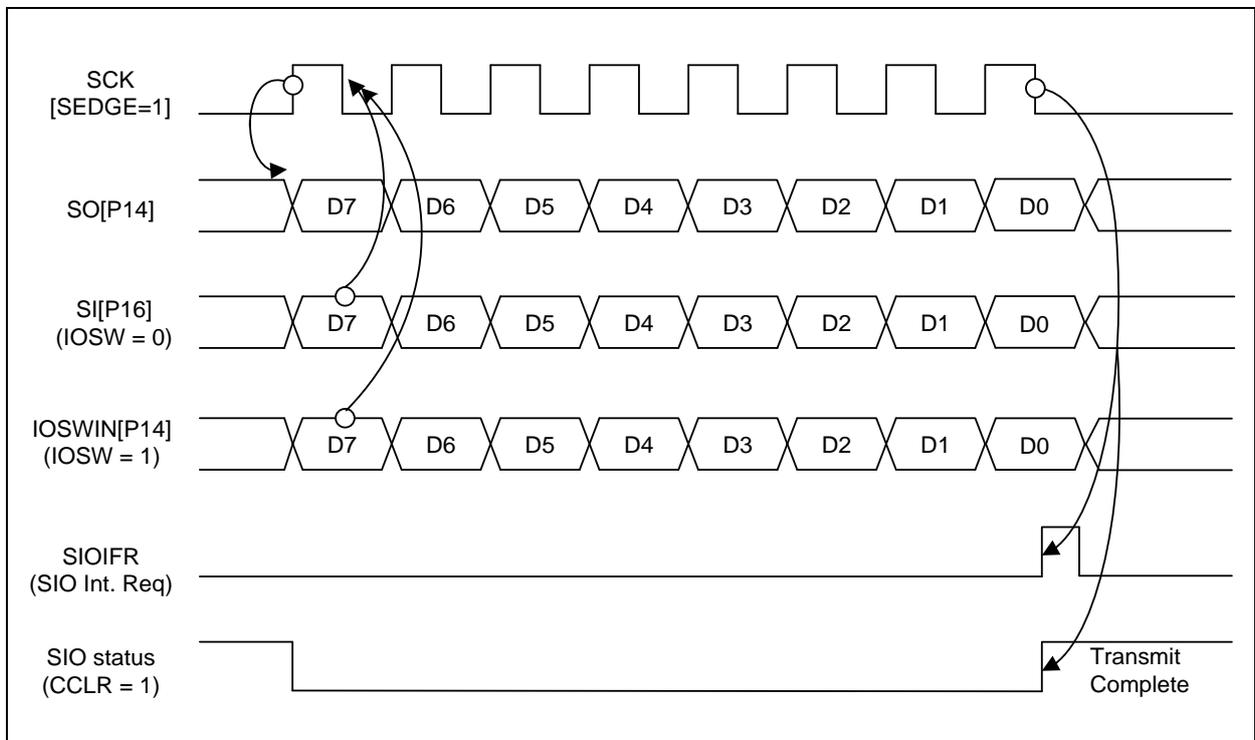 SCK
[SEDGE=1]
SO[P14]
D7 D6 D5 D4 D3 D2 D1 D0
SI[P16]
(IOSW = 0)
D7 D6 D5 D4 D3 D2 D1 D0
IOSWIN[P14]
(IOSW = 1)
D7 D6 D5 D4 D3 D2 D1 D0
SIOIFR
(SIO Int. Req)
SIO status
(CCLR = 1)
Transmit
Complete